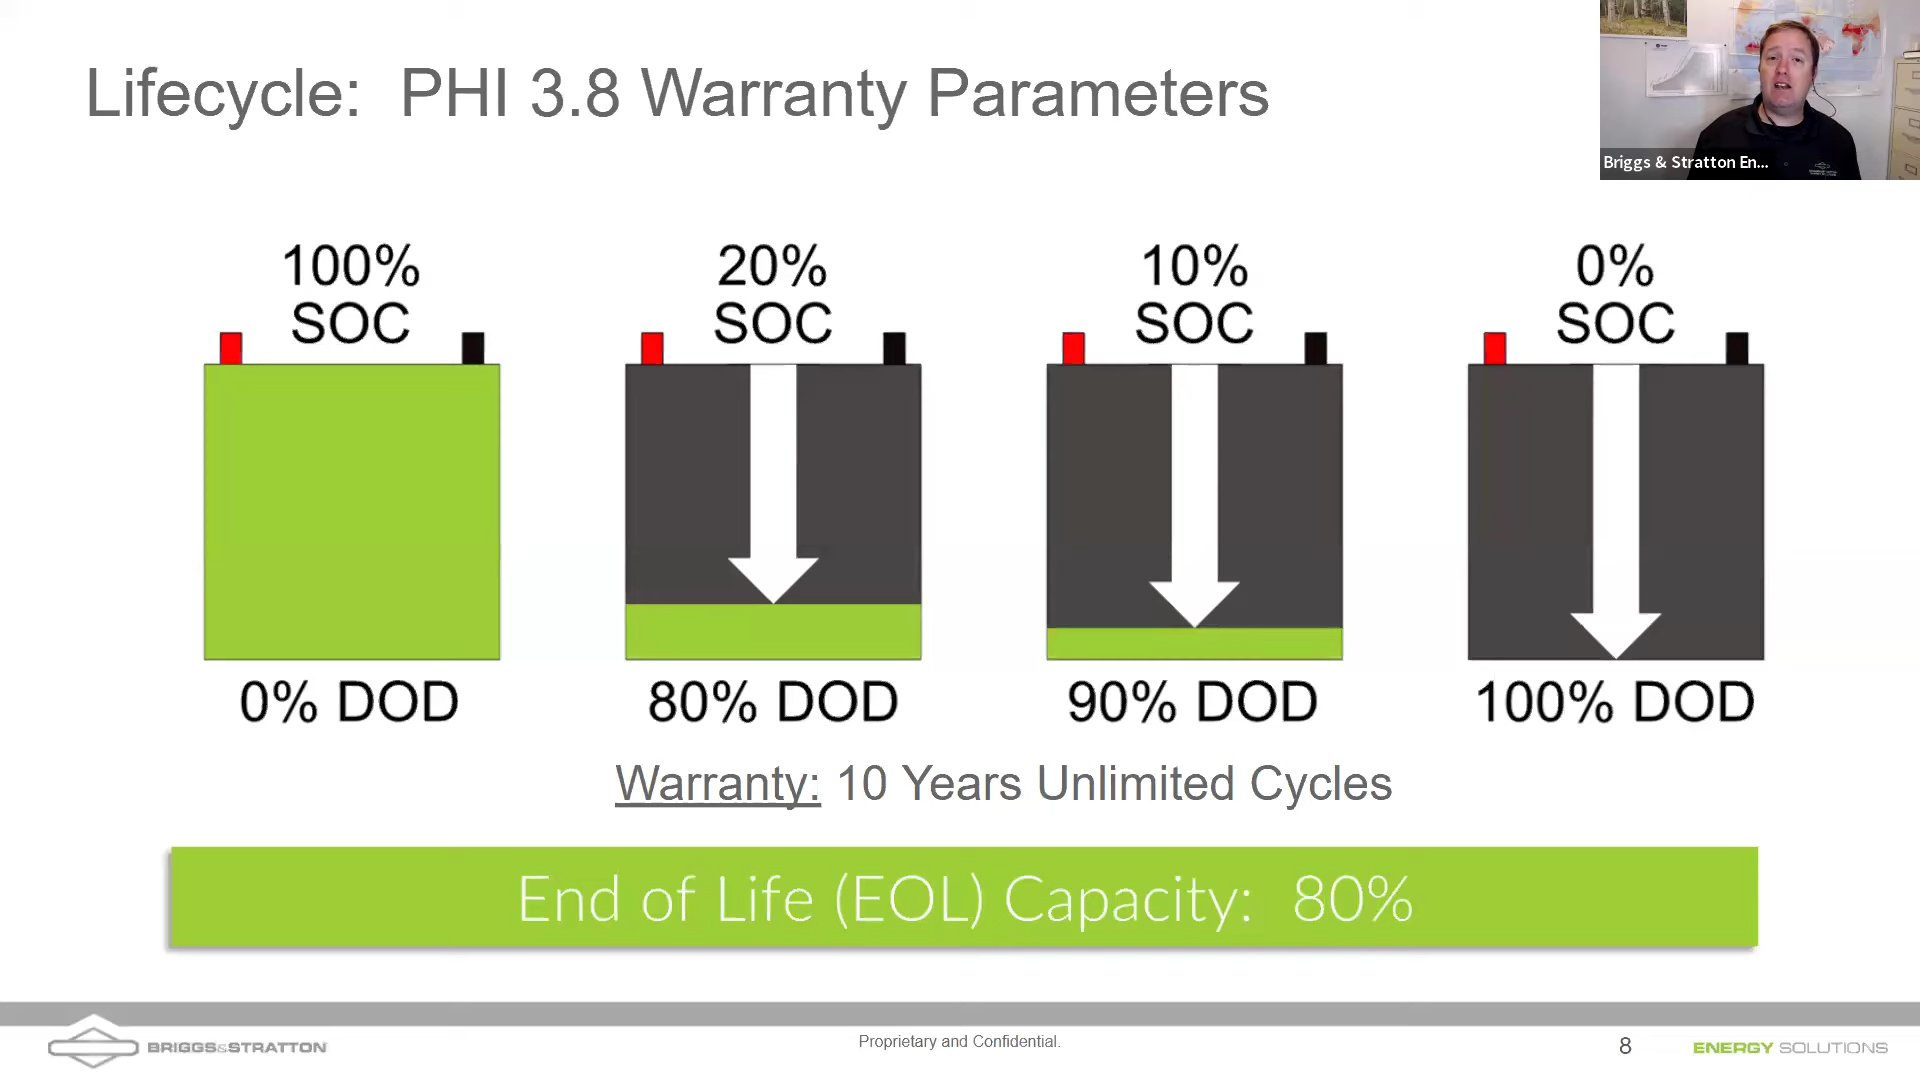 Lifecycle: PHI 3.8 Warranty Parameters
Briggs & Stratton En...
100%
SOC
20%
SOC
10%
SOC
0%
SOC
0% DOD
80% DOD
90% DOD
100% DOD
Warranty: 10 Years Unlimited Cycles
End of Life (EOL) Capacity: 80%
BRIGGS&STRATTON
Proprietary and Confidential.
8
ENERGY SOLUTIONS